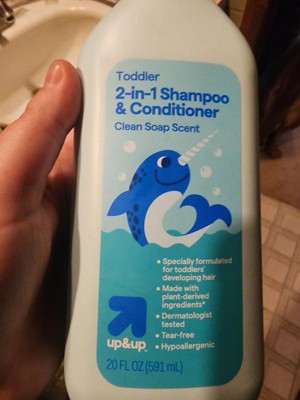 Toddler
2-in-1 Shampoo
& Conditioner
Clean Soap Scent
• Specially formulated
for toddlers'
developing hair
• Made with
plant-derived
ingredients*
• Dermatologist
tested
• Tear-free
• Hypoallergenic
up&up
20 FL OZ (591 mL)